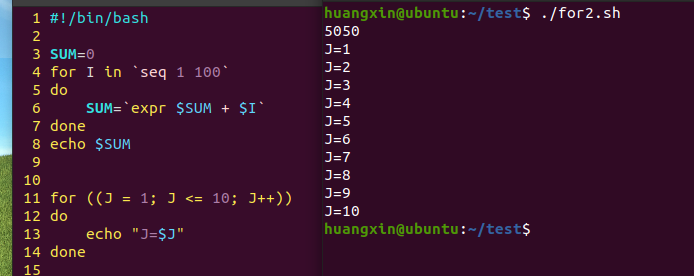 1 #!/bin/bash
2
3 SUM=0
4 for I in `seq 1 100`
5 do
6     SUM=`expr $SUM + $I`
7 done
8 echo $SUM
9
10
11 for ((J = 1; J <= 10; J++))
12 do
13     echo "J=$J"
14 done
15
huangxin@ubuntu:~/test$ ./for2.sh
5050
J=1
J=2
J=3
J=4
J=5
J=6
J=7
J=8
J=9
J=10
huangxin@ubuntu:~/test$